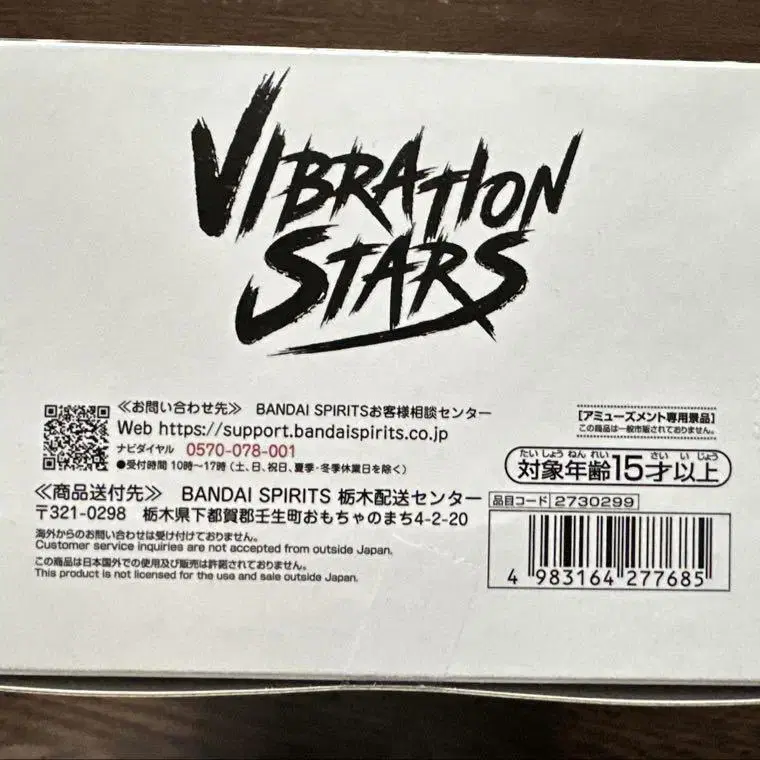 VIBRATION
STARS
≪お問い合わせ先≫ BANDAI SPIRITSお客様相談センター
Web https://support.bandaispirits.co.jp
ナビダイヤル 0570-078-001
●受付時間 10時～17時 (土、日、祝日、夏季・冬季休業日を除く)
≪商品送付先≫ BANDAI SPIRITS 栃木配送センター
〒321-0298 栃木県下都賀郡壬生町おもちゃのまち4-2-20
海外からのお問い合わせは受け付けておりません。
Customer service inquiries are not accepted from outside Japan.
この商品は日本国外での使用及び販売は許諾されておりません。
This product is not licensed for the use and sale outside Japan.
[アミューズメント専用景品]
この商品は一般市販されておりません。
たいしょうねんれい さい いじょう
対象年齢15才以上
品目コード 2730299
4 983164 277685